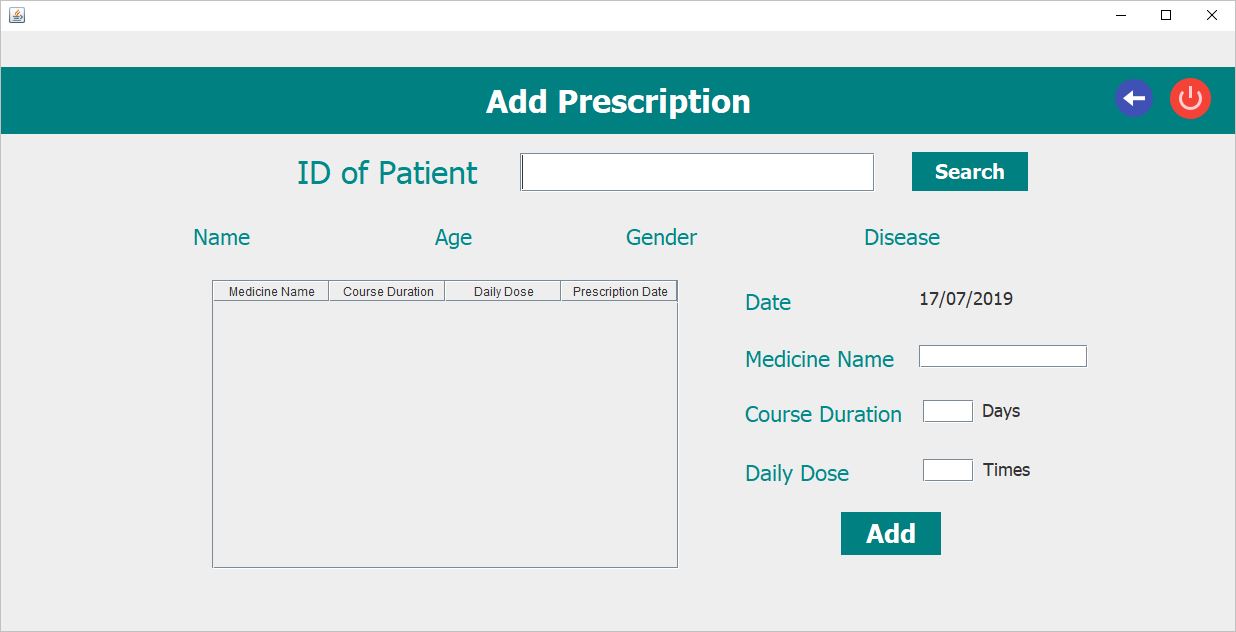 Add Prescription
ID of Patient Search
Name Age Gender Disease
Medicine Name Course Duration Daily Dose Prescription Date
Date 17/07/2019
Medicine Name
Course Duration Days
Daily Dose Times
Add